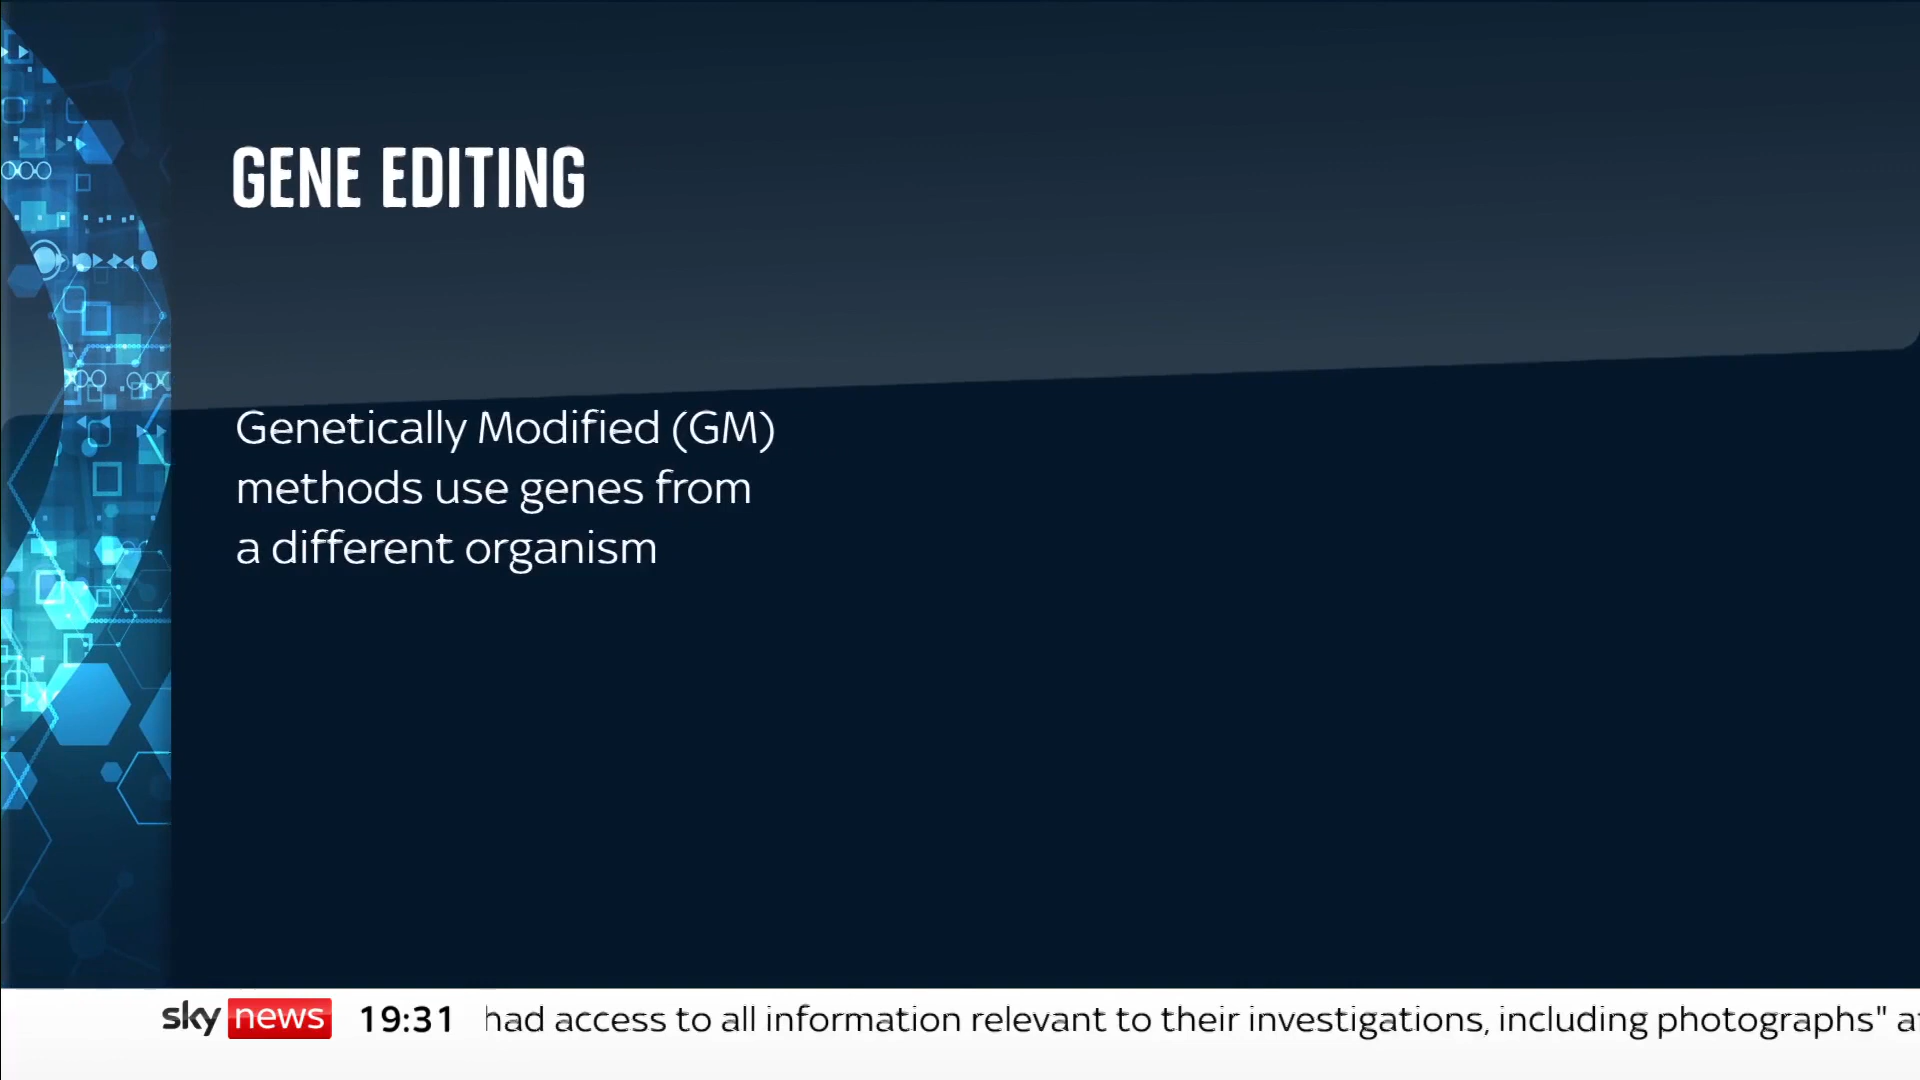 GENE EDITING
Genetically Modified (GM)
methods use genes from
a different organism
sky news 19:31 had access to all information relevant to their investigations, including photographs"